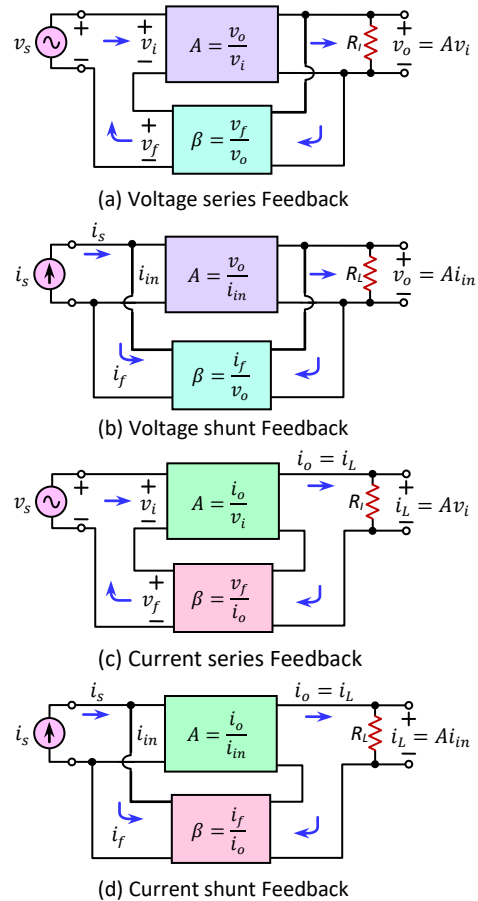 v_s + − + v_i − A = v_o/v_i R_l + v_o = Av_i −
+ v_f − β = v_f/v_o
(a) Voltage series Feedback
i_s
i_s i_in A = v_o/i_in R_L + v_o = Ai_in −
i_f β = i_f/v_o
(b) Voltage shunt Feedback
i_o = i_L
v_s + − + v_i − A = i_o/v_i R_l + i_L = Av_i −
+ v_f − β = v_f/i_o
(c) Current series Feedback
i_s i_o = i_L
i_s i_in A = i_o/i_in R_L + i_L = Ai_in −
i_f β = i_f/i_o
(d) Current shunt Feedback